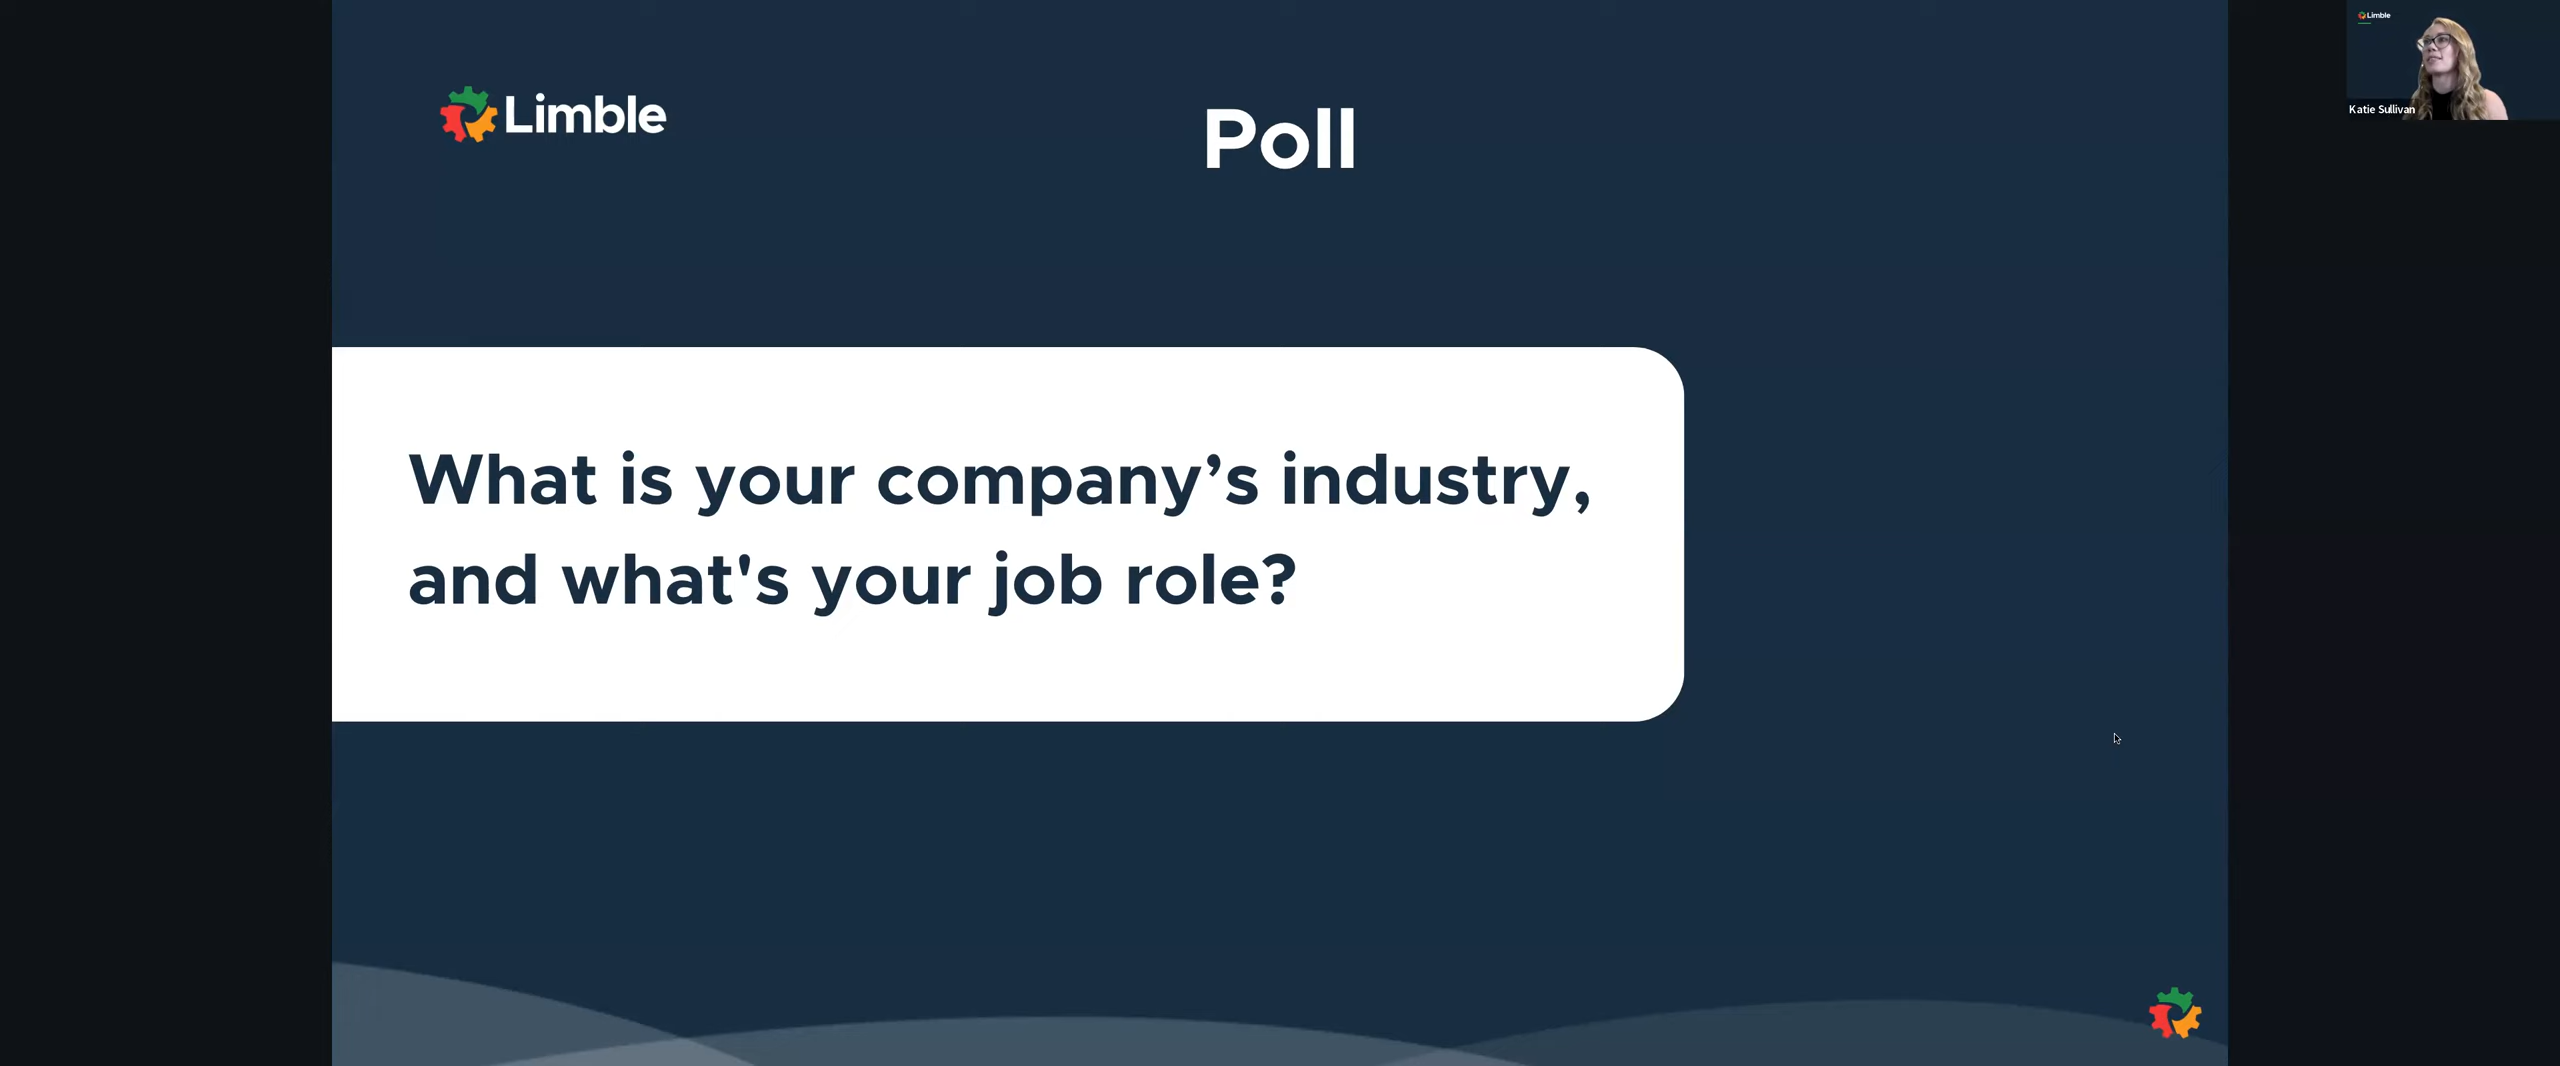 Limble
Poll
What is your company’s industry,
and what's your job role?
Limble
Katie Sullivan